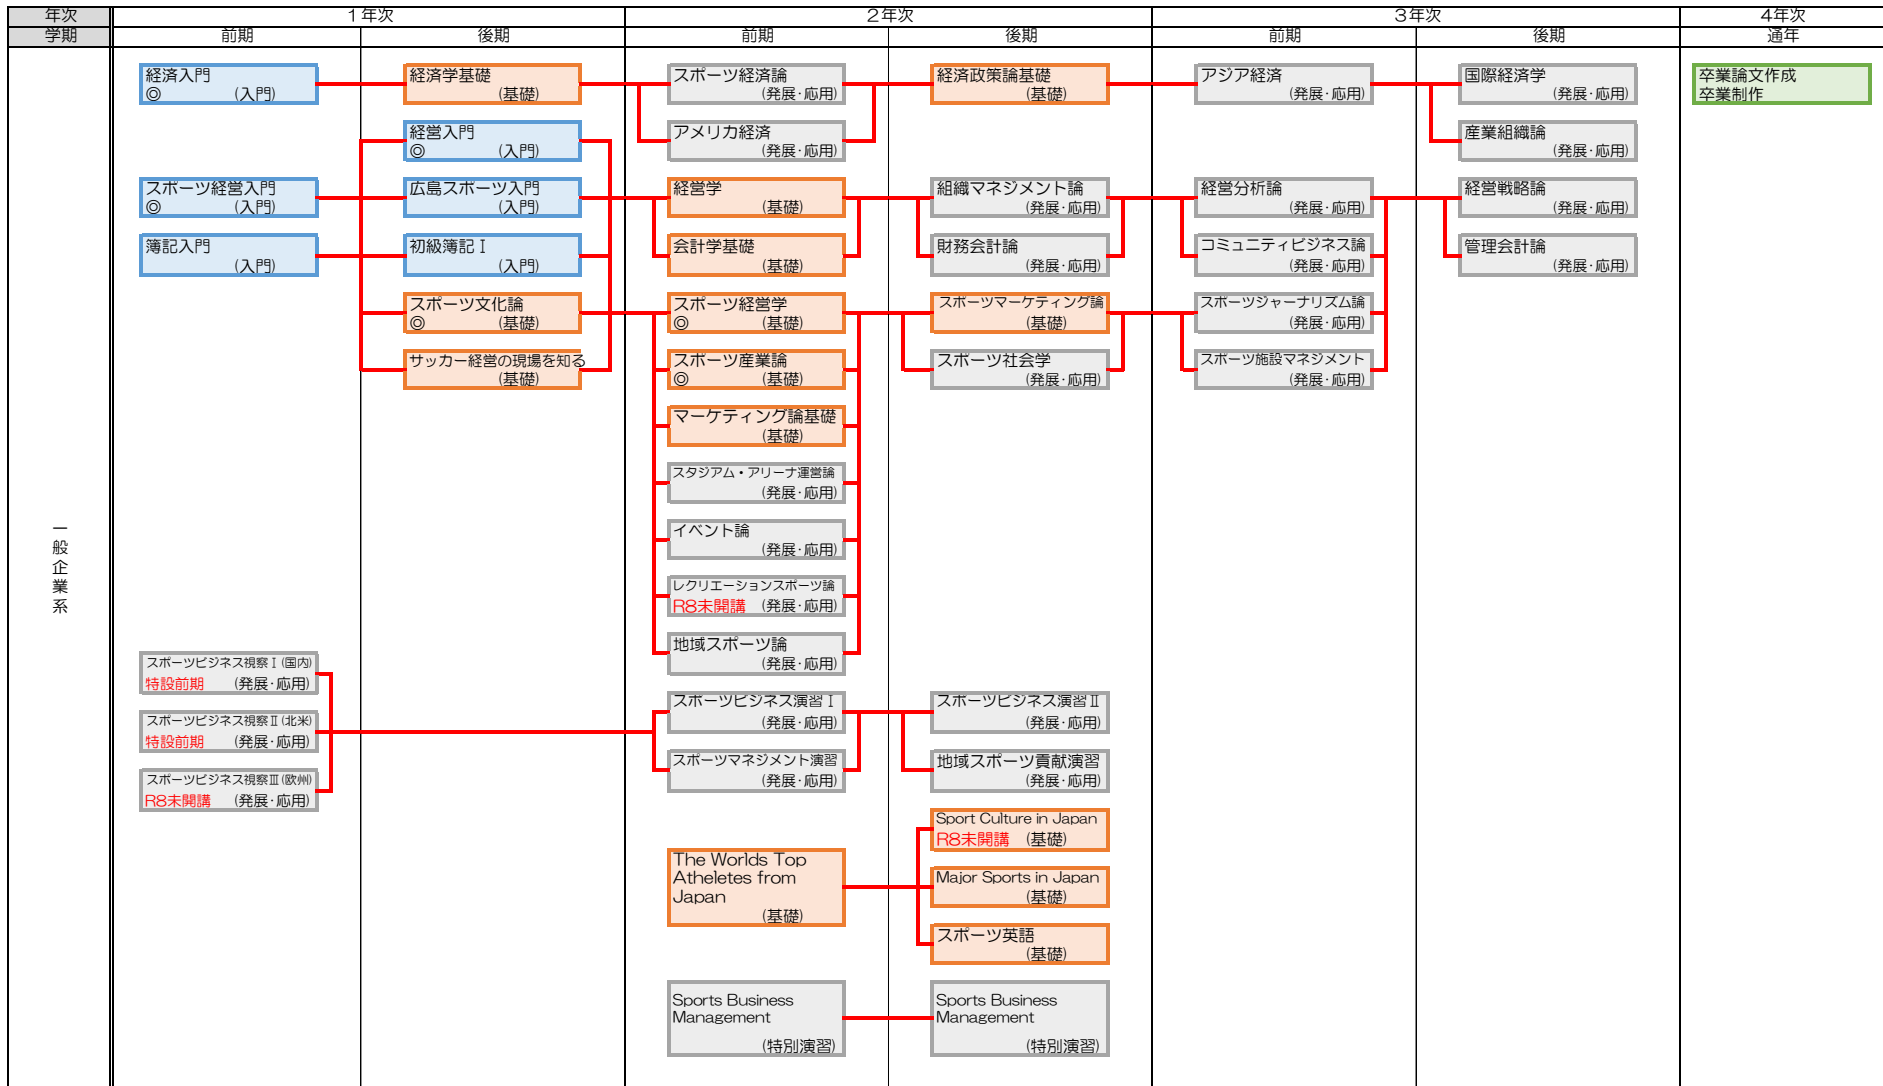 年次
１年次
２年次
３年次
4年次
学期
前期
後期
前期
後期
前期
後期
通年
経済入門
◎ (入門)
経済学基礎
(基礎)
スポーツ経済論
(発展･応用)
経済政策論基礎
(基礎)
アジア経済
(発展･応用)
国際経済学
(発展･応用)
卒業論文作成
卒業制作
経営入門
◎ (入門)
アメリカ経済
(発展･応用)
産業組織論
(発展･応用)
スポーツ経営入門
◎ (入門)
広島スポーツ入門
(入門)
経営学
(基礎)
組織マネジメント論
(発展･応用)
経営分析論
(発展･応用)
経営戦略論
(発展･応用)
簿記入門
(入門)
初級簿記Ⅰ
(入門)
会計学基礎
(基礎)
財務会計論
(発展･応用)
コミュニティビジネス論
(発展･応用)
管理会計論
(発展･応用)
スポーツ文化論
◎ (基礎)
スポーツ経営学
◎ (基礎)
スポーツマーケティング論
(基礎)
スポーツジャーナリズム論
(発展･応用)
サッカー経営の現場を知る
(基礎)
スポーツ産業論
◎ (基礎)
スポーツ社会学
(発展･応用)
スポーツ施設マネジメント
(発展･応用)
マーケティング論基礎
(基礎)
スタジアム・アリーナ運営論
(発展･応用)
一般企業系
イベント論
(発展･応用)
レクリエーションスポーツ論
R8未開講 (発展･応用)
地域スポーツ論
(発展･応用)
スポーツビジネス視察Ⅰ(国内)
特設前期 (発展･応用)
スポーツビジネス演習Ⅰ
(発展･応用)
スポーツビジネス演習Ⅱ
(発展･応用)
スポーツビジネス視察Ⅱ(北米)
特設前期 (発展･応用)
スポーツマネジメント演習
(発展･応用)
地域スポーツ貢献演習
(発展･応用)
スポーツビジネス視察Ⅲ(欧州)
R8未開講 (発展･応用)
Sport Culture in Japan
R8未開講 (基礎)
The Worlds Top
Atheletes from
Japan
(基礎)
Major Sports in Japan
(基礎)
スポーツ英語
(基礎)
Sports Business
Management
(特別演習)
Sports Business
Management
(特別演習)